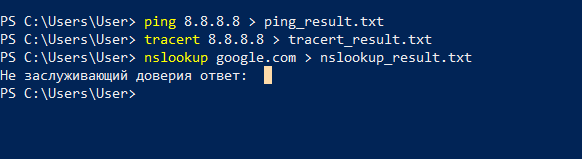 PS C:\Users\User> ping 8.8.8.8 > ping_result.txt
PS C:\Users\User> tracert 8.8.8.8 > tracert_result.txt
PS C:\Users\User> nslookup google.com > nslookup_result.txt
Не заслуживающий доверия ответ:
PS C:\Users\User>